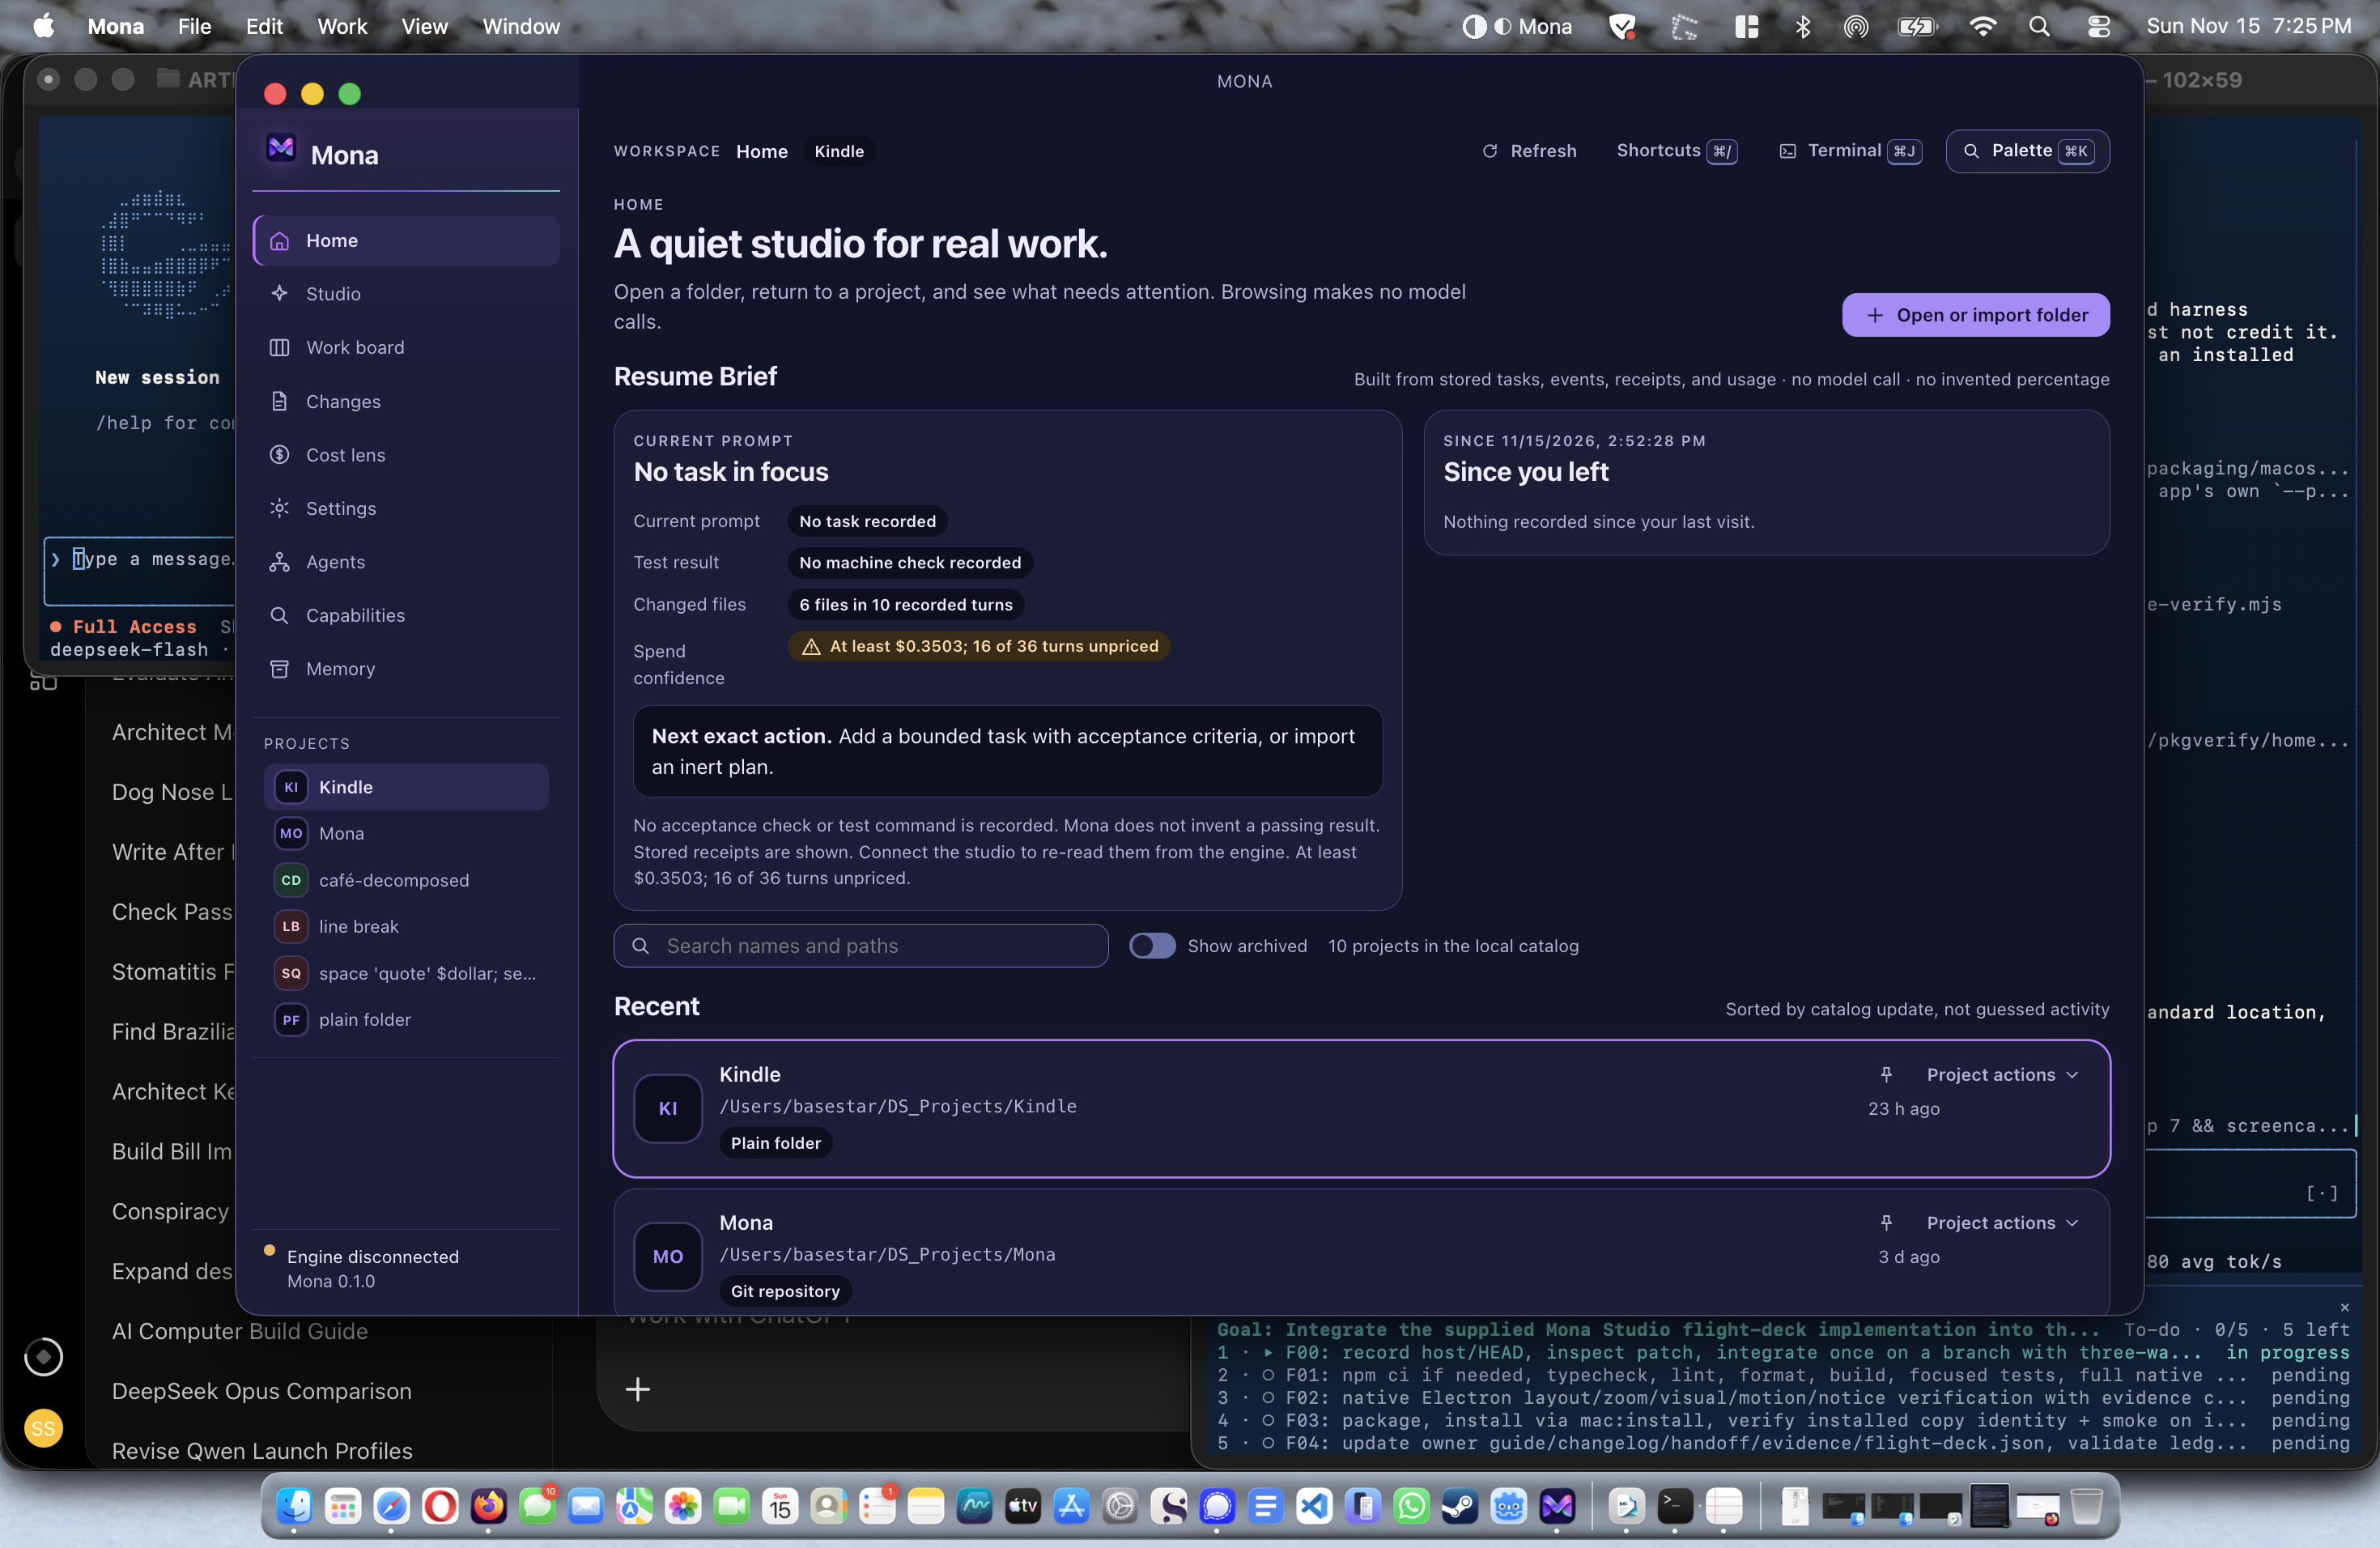 Mona File Edit Work View Window
Mona
Sun Nov 15 7:25 PM
New session
/help for
❯ Type a message.
● Full Access
deepseek-flash ·
Architect
Dog Nose
Write After
Check Pass
Stomatitis
Find
Architect
Build Bill
Conspiracy
Expand
AI Computer Build Guide
DeepSeek Opus Comparison
Revise Qwen Launch Profiles
SS
MONA
Mona
Home
Studio
Work board
Changes
Cost lens
Settings
Agents
Capabilities
Memory
PROJECTS
KI Kindle
MO Mona
CD café-decomposed
LB line break
SQ space 'quote' $dollar; se...
PF plain folder
Engine disconnected
Mona 0.1.0
WORKSPACE Home Kindle
Refresh Shortcuts ⌘/ Terminal ⌘J Palette ⌘K
HOME
A quiet studio for real work.
Open a folder, return to a project, and see what needs attention. Browsing makes no model
calls.
+ Open or import folder
Resume Brief
Built from stored tasks, events, receipts, and usage · no model call · no invented percentage
CURRENT PROMPT
No task in focus
Current prompt No task recorded
Test result No machine check recorded
Changed files 6 files in 10 recorded turns
Spend
confidence
At least $0.3503; 16 of 36 turns unpriced
Next exact action. Add a bounded task with acceptance criteria, or import
an inert plan.
No acceptance check or test command is recorded. Mona does not invent a passing result.
Stored receipts are shown. Connect the studio to re-read them from the engine. At least
$0.3503; 16 of 36 turns unpriced.
SINCE 11/15/2026, 2:52:28 PM
Since you left
Nothing recorded since your last visit.
Search names and paths
Show archived 10 projects in the local catalog
Recent
Sorted by catalog update, not guessed activity
KI
Kindle
/Users/basestar/DS_Projects/Kindle
Plain folder
Project actions
23 h ago
MO
Mona
/Users/basestar/DS_Projects/Mona
Git repository
Project actions
3 d ago
– 102×59
d harness
st not credit it.
an installed
packaging/macos...
app's own `--p...
e-verify.mjs
/pkgverify/home...
andard location,
p 7 && screenca...
[·]
80 avg tok/s
×
Goal: Integrate the supplied Mona Studio flight-deck implementation into th... To-do · 0/5 · 5 left
1 · ▸ F00: record host/HEAD, inspect patch, integrate once on a branch with three-wa... in progress
2 · ○ F01: npm ci if needed, typecheck, lint, format, build, focused tests, full native ... pending
3 · ○ F02: native Electron layout/zoom/visual/motion/notice verification with evidence c... pending
4 · ○ F03: package, install via mac:install, verify installed copy identity + smoke on i... pending
5 · ○ F04: update owner guide/changelog/handoff/evidence/flight-deck.json, validate ledg... pending
10
Sun
15
1
tv